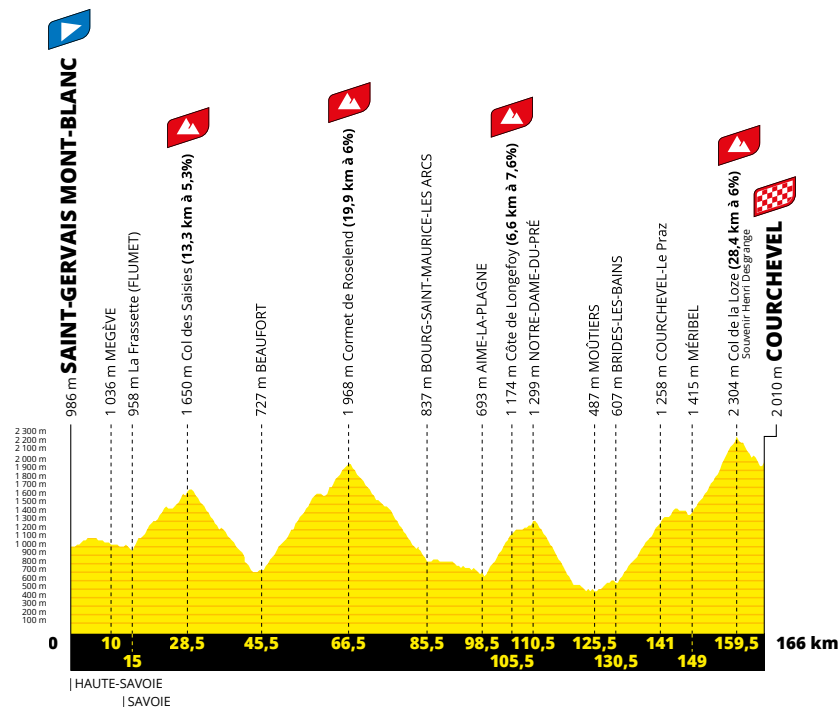 986 m SAINT-GERVAIS MONT-BLANC
1 036 m MEGÈVE
958 m La Frassette (FLUMET)
1 650 m Col des Saisies (13,3 km à 5,3%)
727 m BEAUFORT
1 968 m Cormet de Roselend (19,9 km à 6%)
837 m BOURG-SAINT-MAURICE-LES ARCS
693 m AIME-LA-PLAGNE
1 174 m Côte de Longefoy (6,6 km à 7,6%)
1 299 m NOTRE-DAME-DU-PRÉ
487 m MOÛTIERS
607 m BRIDES-LES-BAINS
1 258 m COURCHEVEL-Le Praz
1 415 m MÉRIBEL
2 304 m Col de la Loze (28,4 km à 6%)
Souvenir Henri Desgrange
2 010 m COURCHEVEL
2 300 m
2 200 m
2 100 m
2 000 m
1 900 m
1 800 m
1 700 m
1 600 m
1 500 m
1 400 m
1 300 m
1 200 m
1 100 m
1 000 m
900 m
800 m
700 m
600 m
500 m
400 m
300 m
200 m
100 m
0 10 28,5 45,5 66,5 85,5 98,5 110,5 125,5 141 159,5 166 km
15 105,5 130,5 149
HAUTE-SAVOIE
SAVOIE